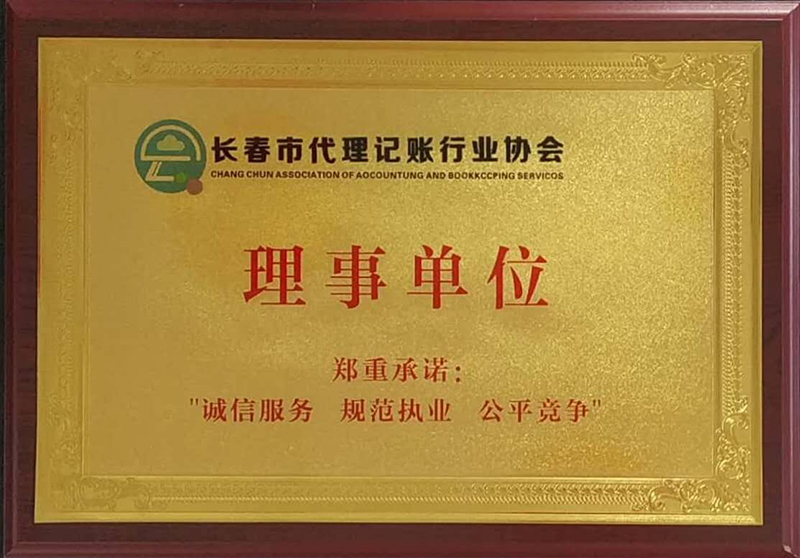 长春市代理记账行业协会
CHANG CHUN ASSOCIATION OF AOCOUNTUNG AND BOOKKCCPING SERVICOS
理事单位
郑重承诺：
"诚信服务 规范执业 公平竞争"